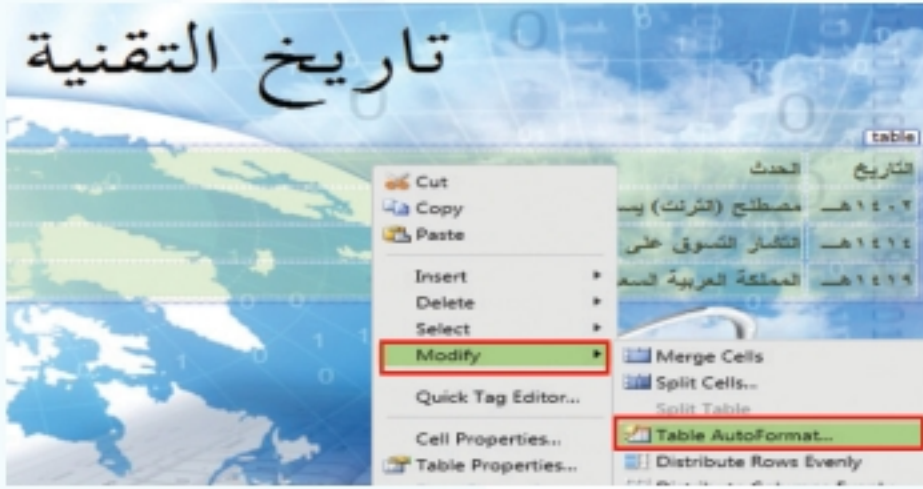 تاريخ التقنية
table
التاريخ الحدث
١٤٠٢هـ مصطلح (انترنت) يس
١٤١٤هـ انتشار التسوق على
١٤١٩هـ المملكة العربية السعـ
Cut
Copy
Paste
Insert
Delete
Select
Modify
Quick Tag Editor...
Cell Properties...
Table Properties...
Merge Cells
Split Cells...
Split Table
Table AutoFormat...
Distribute Rows Evenly